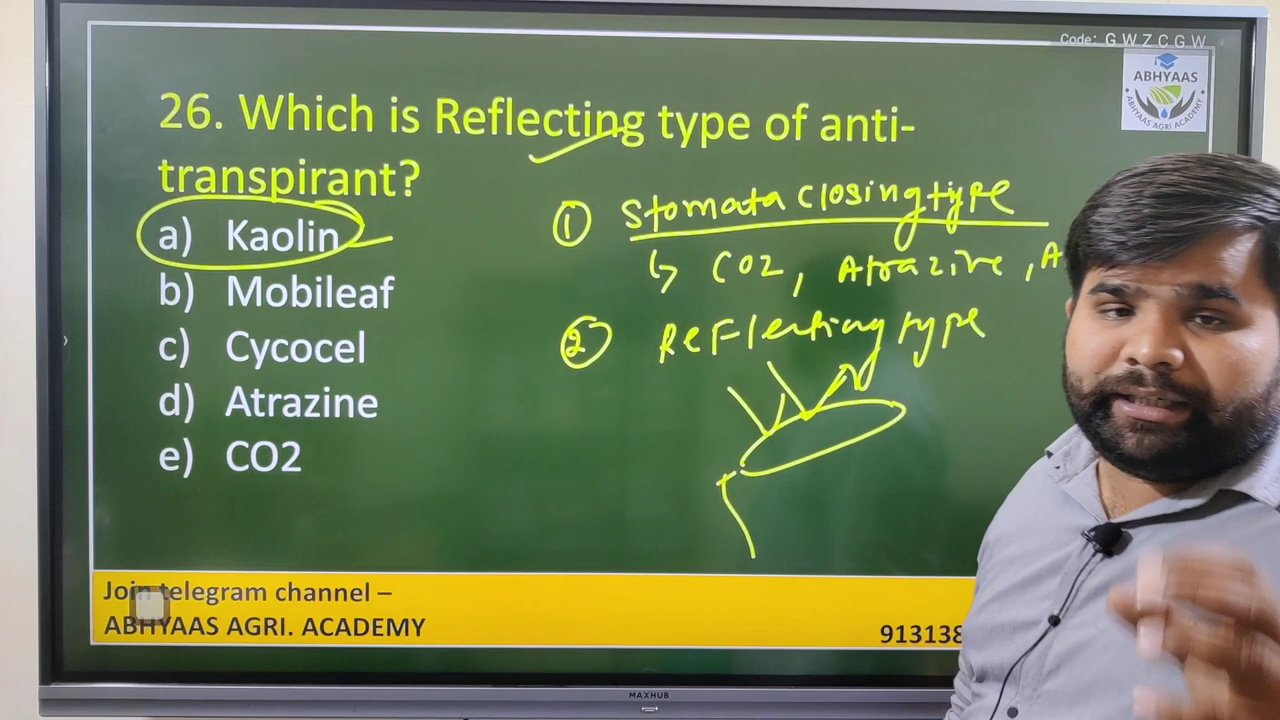 Code: G W Z C G W
ABHYAAS
ABHYAAS AGRI ACADEMY
26. Which is Reflecting type of anti-
transpirant?
a) Kaolin
b) Mobileaf
c) Cycocel
d) Atrazine
e) CO2
① Stomata closing type
↳ CO2, Atrazine, A
② Reflecting type
Join telegram channel –
ABHYAAS AGRI. ACADEMY
913138
MAXHUB